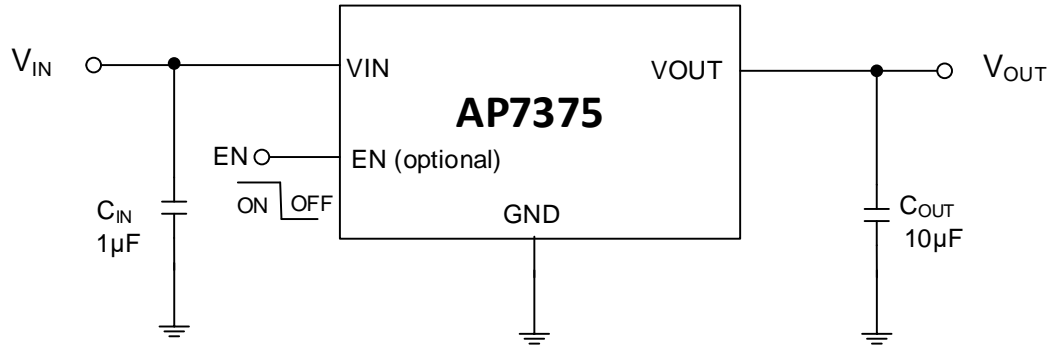 VIN
VIN
VOUT
VOUT
AP7375
EN
EN (optional)
ON
OFF
GND
CIN
1µF
COUT
10µF